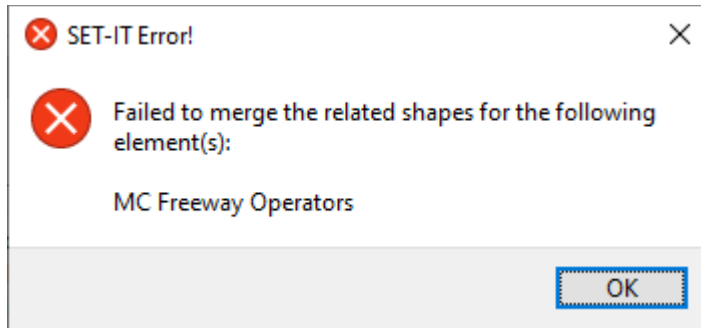 SET-IT Error!
Failed to merge the related shapes for the following
element(s):
MC Freeway Operators
OK